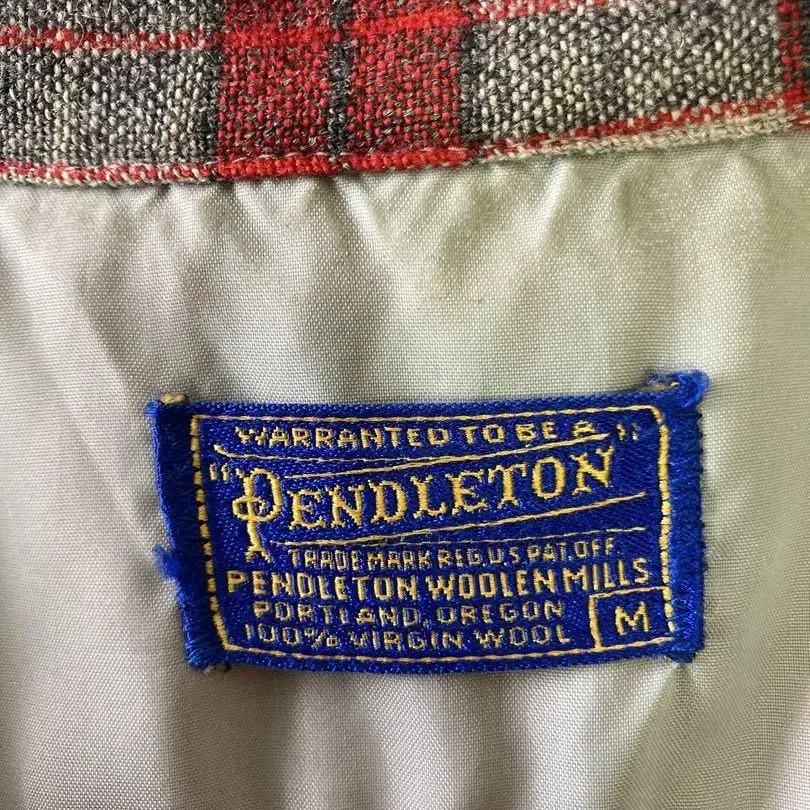 WARRANTED TO BE A
"PENDLETON"
TRADE MARK REG. U.S. PAT. OFF.
PENDLETON WOOLEN MILLS
PORTLAND, OREGON
100% VIRGIN WOOL
M